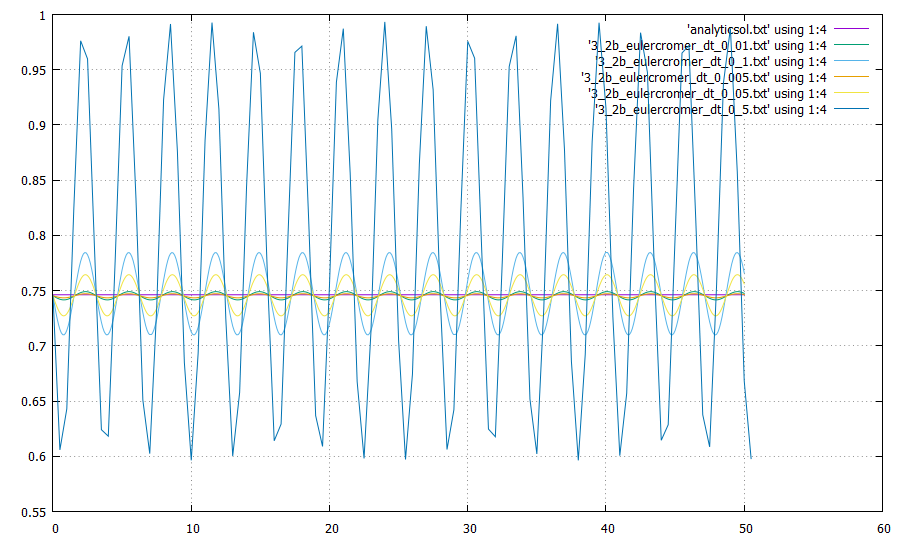 1
0.95
0.9
0.85
0.8
0.75
0.7
0.65
0.6
0.55
'analyticsol.txt' using 1:4
'3_2b_eulercromer_dt_0_01.txt' using 1:4
'3_2b_eulercromer_dt_0_1.txt' using 1:4
'3_2b_eulercromer_dt_0_005.txt' using 1:4
'3_2b_eulercromer_dt_0_05.txt' using 1:4
'3_2b_eulercromer_dt_0_5.txt' using 1:4
0 10 20 30 40 50 60